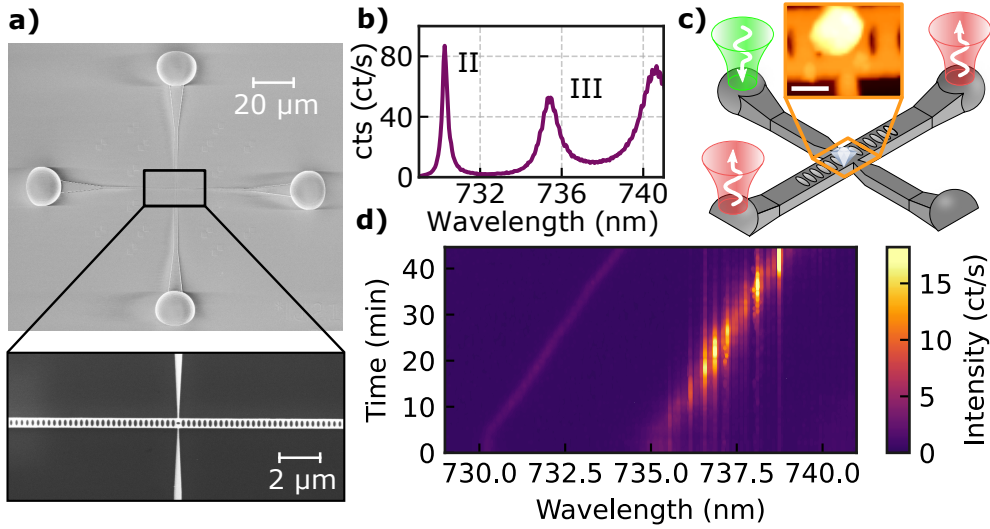 a)
20 μm
2 μm
b)
cts (ct/s)
80
40
0
II
III
732
736
740
Wavelength (nm)
c)
d)
Time (min)
40
30
20
10
0
730.0
732.5
735.0
737.5
740.0
Wavelength (nm)
15
10
5
0
Intensity (ct/s)